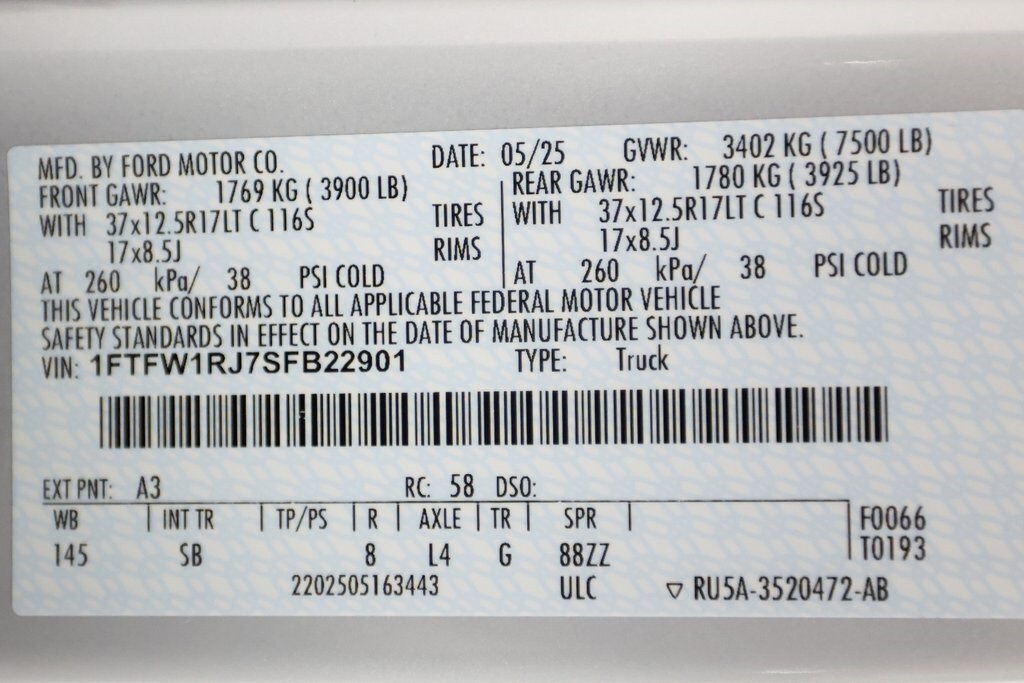 MFD. BY FORD MOTOR CO. DATE: 05/25 GVWR: 3402 KG ( 7500 LB)
FRONT GAWR: 1769 KG ( 3900 LB) REAR GAWR: 1780 KG ( 3925 LB)
WITH 37x12.5R17LT C 116S TIRES WITH 37x12.5R17LT C 116S TIRES
17x8.5J RIMS 17x8.5J RIMS
AT 260 kPa/ 38 PSI COLD AT 260 kPa/ 38 PSI COLD
THIS VEHICLE CONFORMS TO ALL APPLICABLE FEDERAL MOTOR VEHICLE
SAFETY STANDARDS IN EFFECT ON THE DATE OF MANUFACTURE SHOWN ABOVE.
VIN: 1FTFW1RJ7SFB22901 TYPE: Truck
EXT PNT: A3 RC: 58 DSO:
WB INT TR TP/PS R AXLE TR SPR F0066
145 SB 8 L4 G 88ZZ T0193
2202505163443 ULC ▽ RU5A-3520472-AB